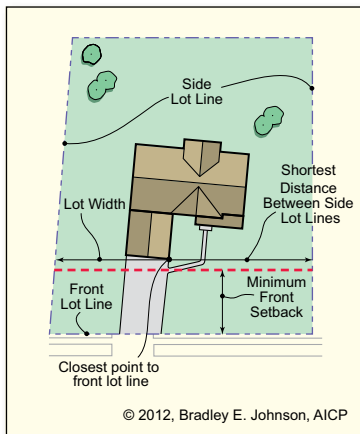 Side
Lot Line
Shortest
Distance
Between Side
Lot Lines
Lot Width
Front
Lot Line
Minimum
Front
Setback
Closest point to
front lot line
© 2012, Bradley E. Johnson, AICP